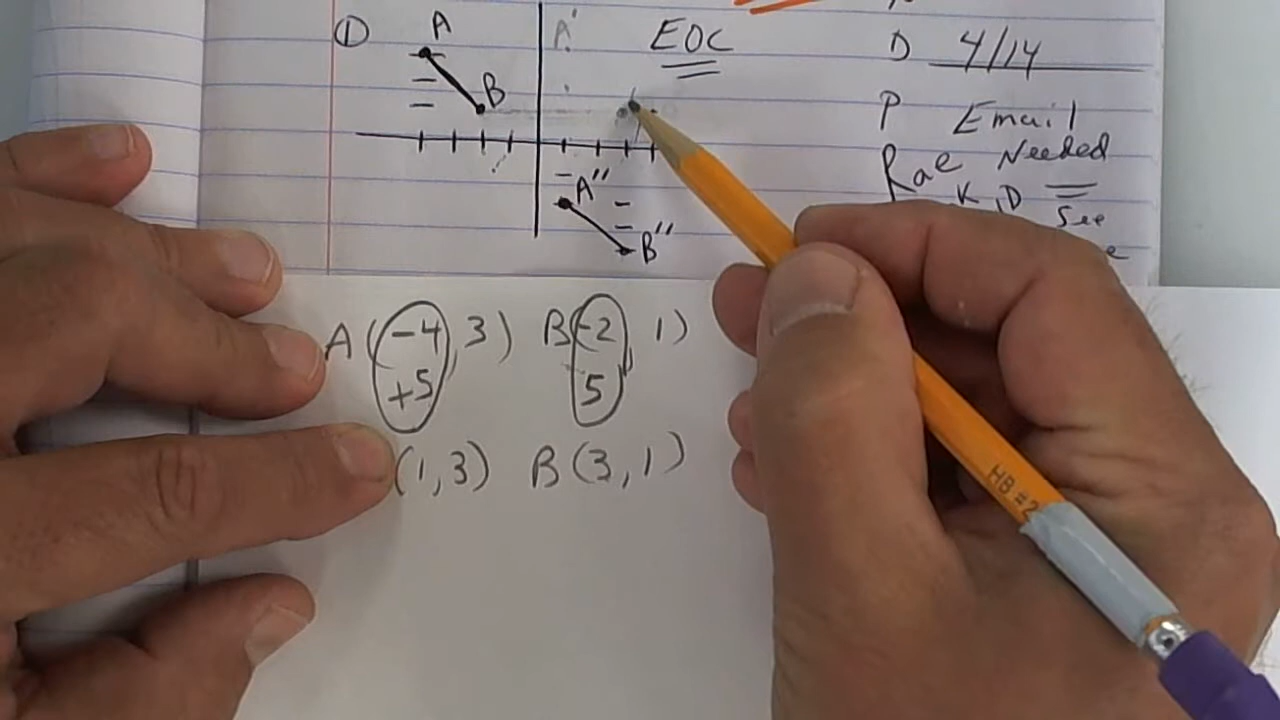 ① A A' EOC D 4/14
B P Email
Rae Needed
A'' K D See
B''
A (-4, 3) B(-2, 1)
+5 5
(1, 3) B (3, 1)
HB #2